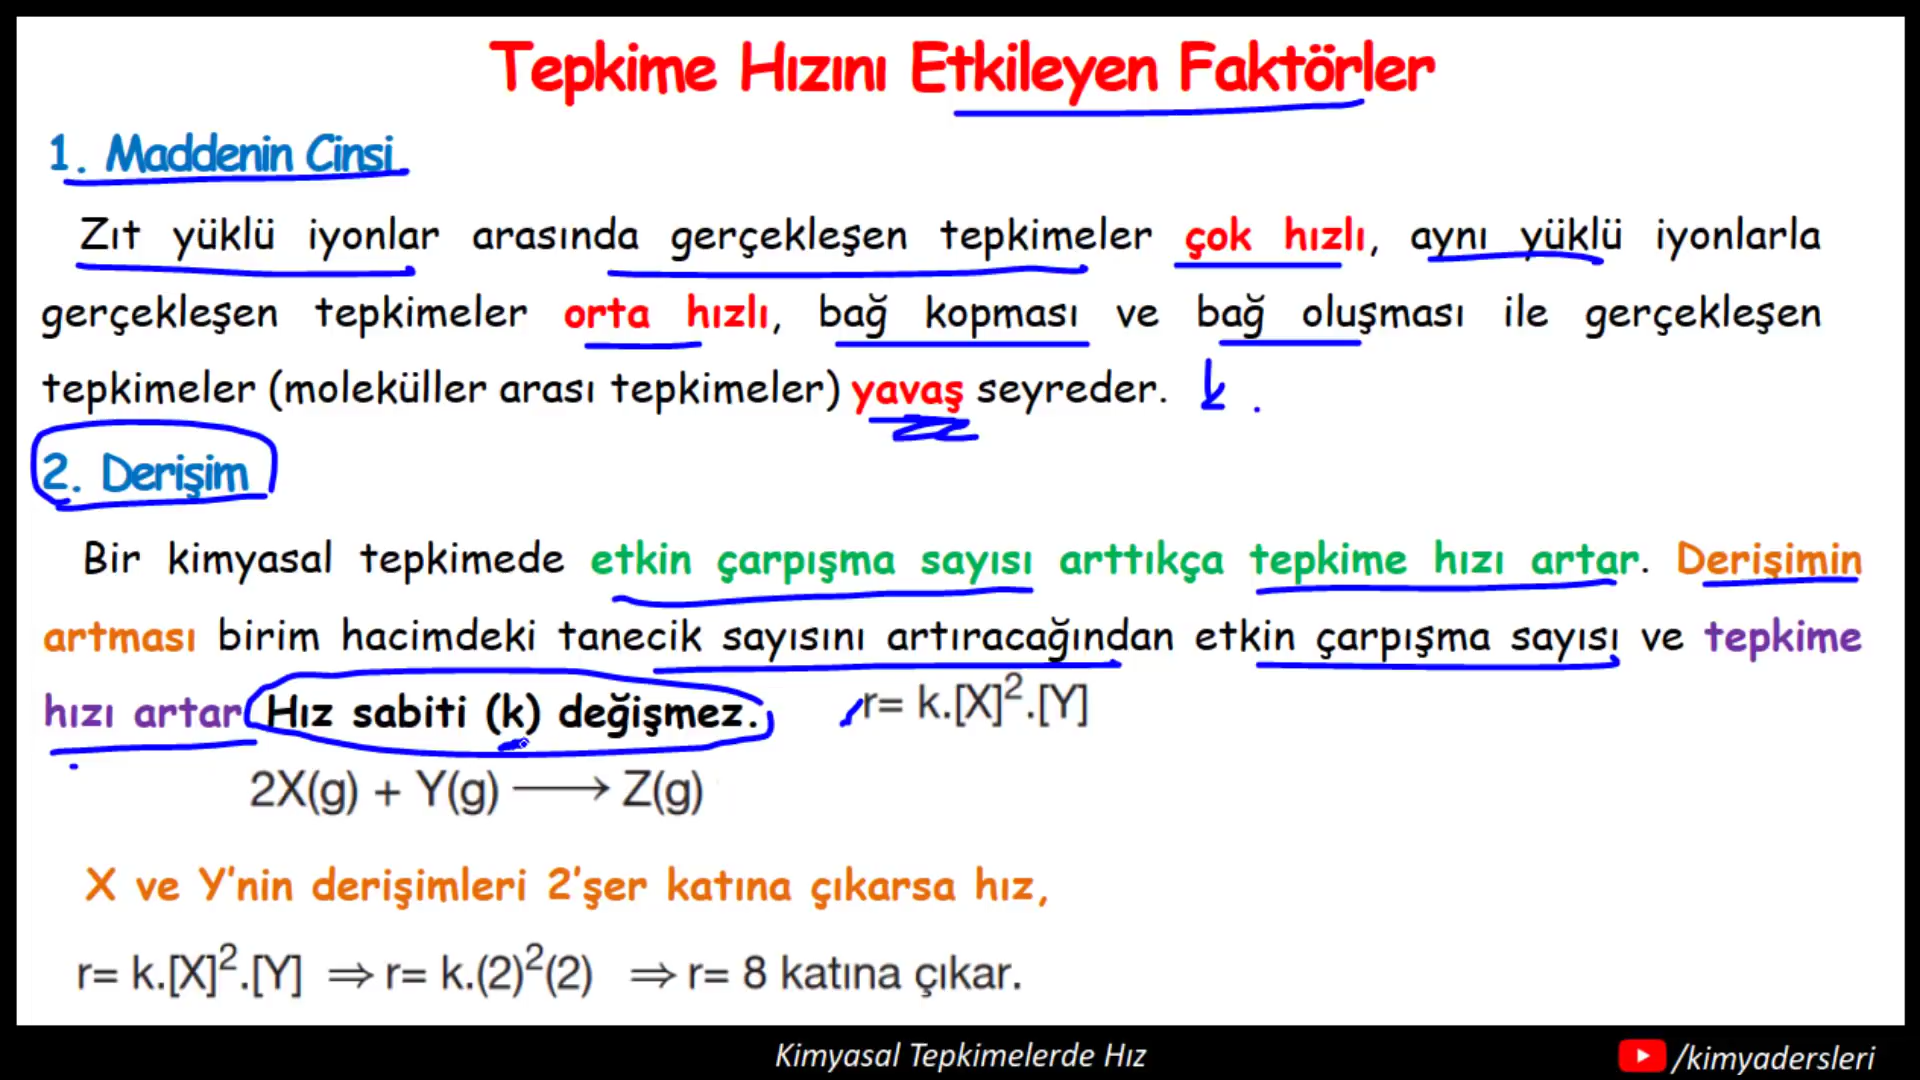 Tepkime Hızını Etkileyen Faktörler
1. Maddenin Cinsi
Zıt yüklü iyonlar arasında gerçekleşen tepkimeler çok hızlı, aynı yüklü iyonlarla
gerçekleşen tepkimeler orta hızlı, bağ kopması ve bağ oluşması ile gerçekleşen
tepkimeler (moleküller arası tepkimeler) yavaş seyreder.
2. Derişim
Bir kimyasal tepkimede etkin çarpışma sayısı arttıkça tepkime hızı artar. Derişimin
artması birim hacimdeki tanecik sayısını artıracağından etkin çarpışma sayısı ve tepkime
hızı artar Hız sabiti (k) değişmez. r= k.[X]².[Y]
2X(g) + Y(g) ⟶ Z(g)
X ve Y'nin derişimleri 2'şer katına çıkarsa hız,
r= k.[X]².[Y] ⇒ r= k.(2)²(2) ⇒ r= 8 katına çıkar.
Kimyasal Tepkimelerde Hız
/kimyadersleri